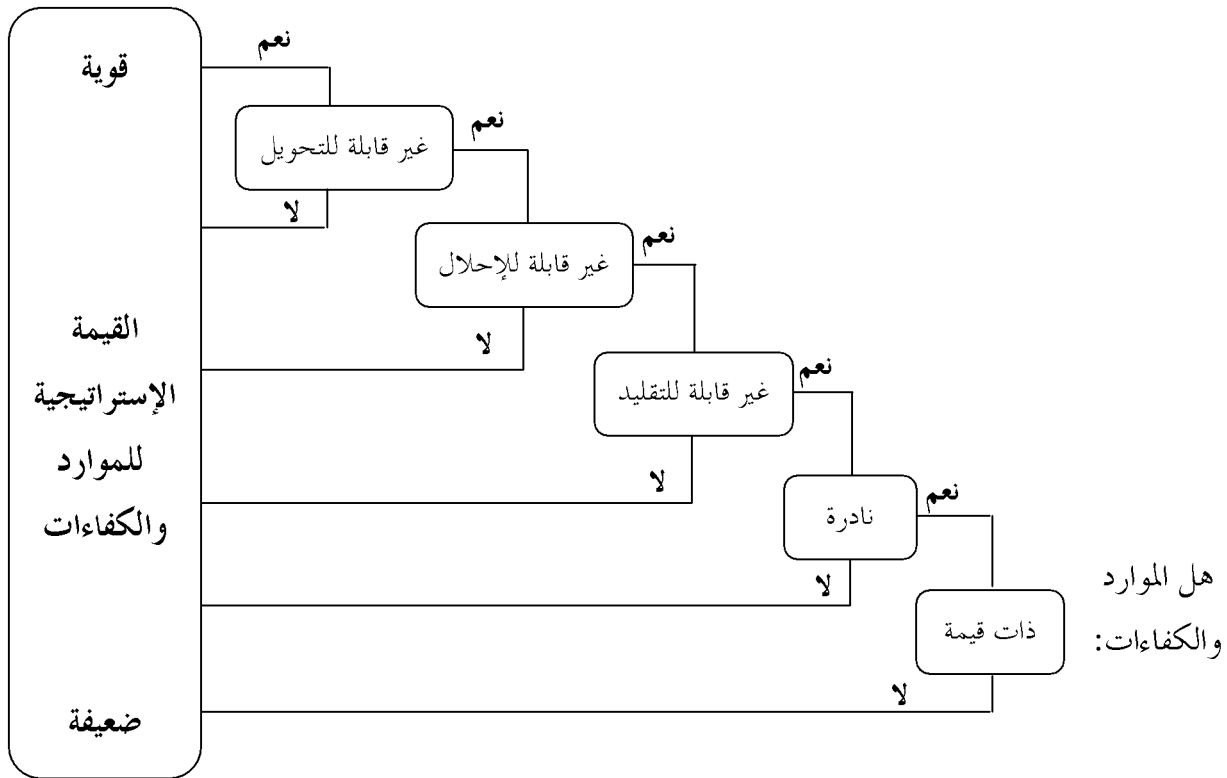 نعم
قوية
نعم
غير قابلة للتحويل
لا
نعم
غير قابلة للإحلال
القيمة
لا
الإستراتيجية
نعم
غير قابلة للتقليد
للموارد
لا
والكفاءات
نعم
نادرة
هل الموارد
لا
والكفاءات:
ذات قيمة
لا
ضعيفة